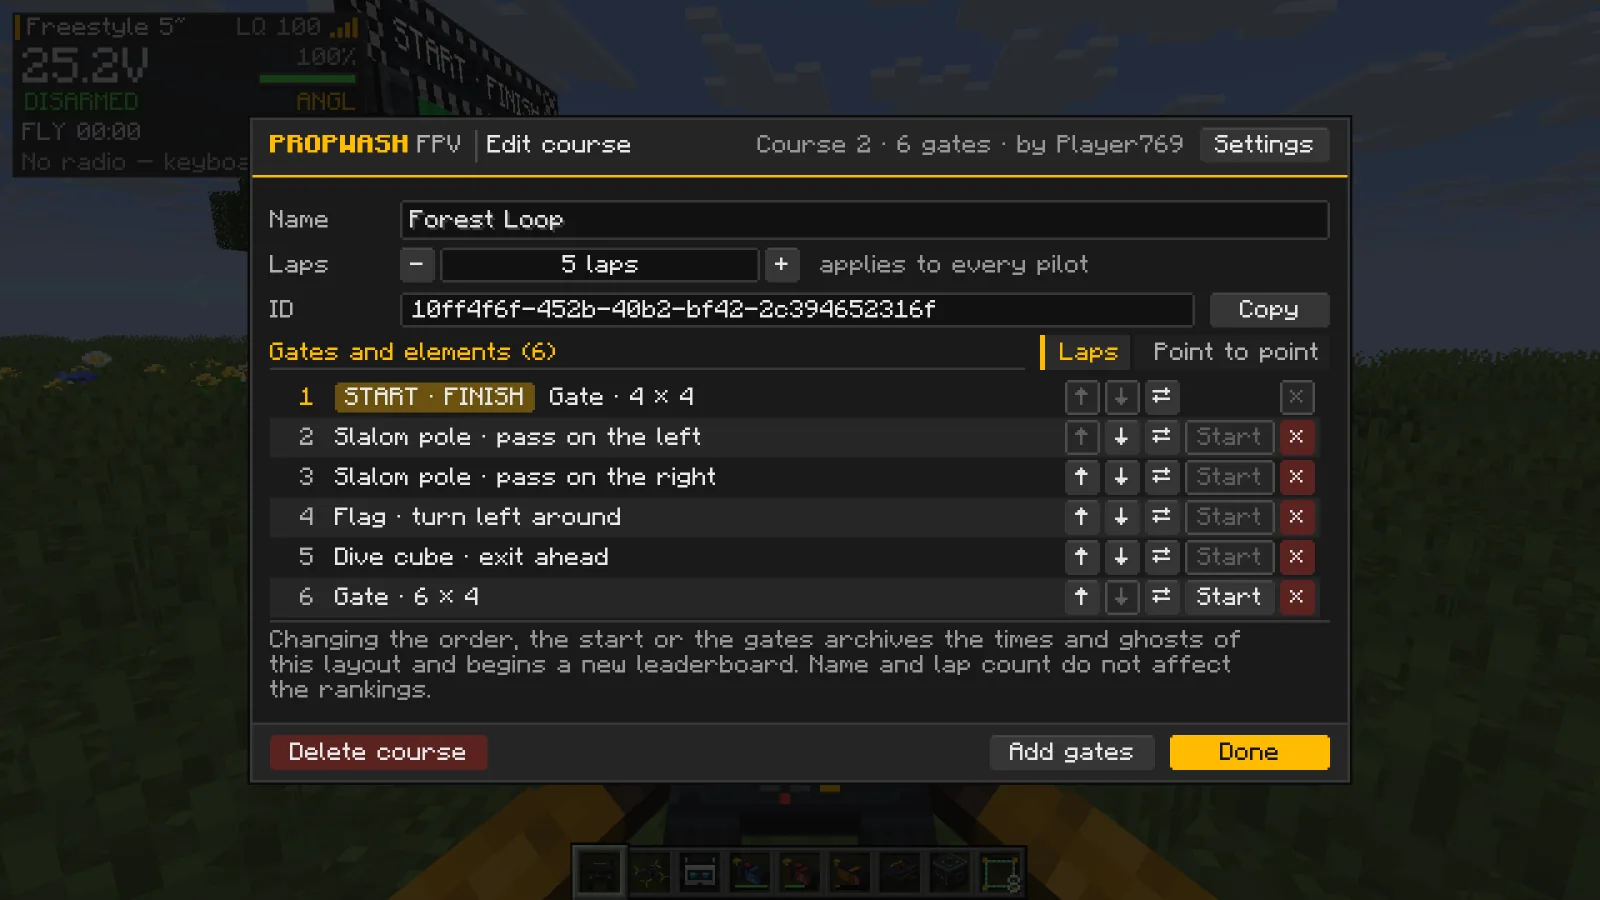 Freestyle 5" LQ 100
25.2V 100%
DISARMED ANGL
FLY 00:00
No radio — keyboa
START · FINISH
PROPWASH FPV Edit course Course 2 · 6 gates · by Player769 Settings
Name Forest Loop
Laps − 5 laps + applies to every pilot
ID 10ff4f6f-452b-40b2-bf42-2c394652316f Copy
Gates and elements (6) Laps Point to point
1 START · FINISH Gate · 4 × 4 ↑ ↓ ⇄ ×
2 Slalom pole · pass on the left ↑ ↓ ⇄ Start ×
3 Slalom pole · pass on the right ↑ ↓ ⇄ Start ×
4 Flag · turn left around ↑ ↓ ⇄ Start ×
5 Dive cube · exit ahead ↑ ↓ ⇄ Start ×
6 Gate · 6 × 4 ↑ ↓ ⇄ Start ×
Changing the order, the start or the gates archives the times and ghosts of
this layout and begins a new leaderboard. Name and lap count do not affect
the rankings.
Delete course Add gates Done
8